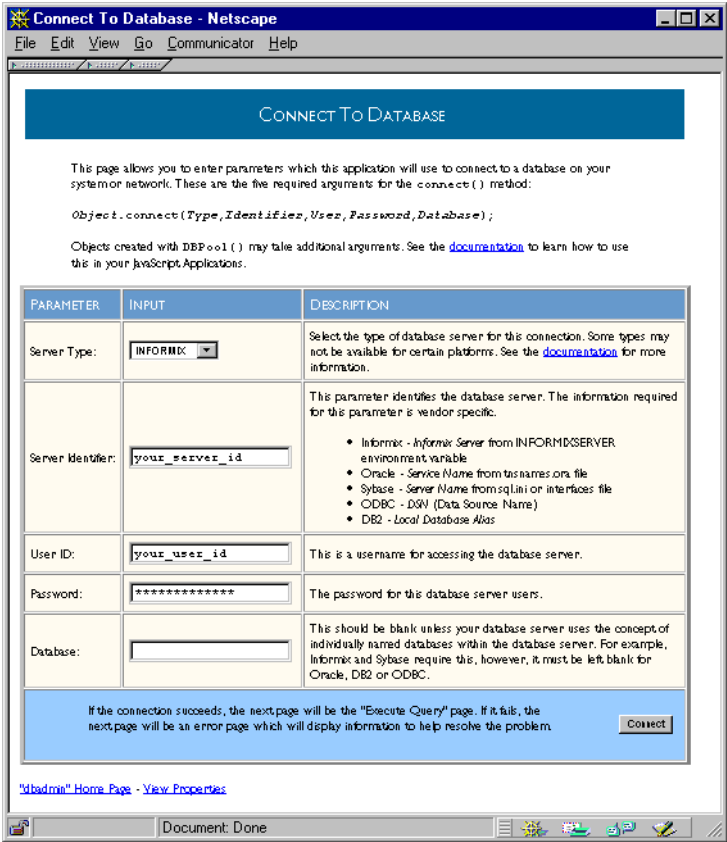 Connect To Database - Netscape
File Edit View Go Communicator Help
CONNECT TO DATABASE
This page allows you to enter parameters which this application will use to connect to a database on your
system or network. These are the five required arguments for the connect() method:
Object.connect(Type,Identifier,User,Password,Database);
Objects created with DBPool() may take additional arguments. See the documentation to learn how to use
this in your JavaScript Applications.
PARAMETER INPUT DESCRIPTION
Server Type:
INFORMIX
Select the type of database server for this connection. Some types may
not be available for certain platforms. See the documentation for more
information.
Server Identifier:
your_server_id
This parameter identifies the database server. The information required
for this parameter is vendor specific.
• Informix - Informix Server from INFORMIXSERVER
environment variable
• Oracle - Service Name from tnsnames.ora file
• Sybase - Server Name from sql.ini or interfaces file
• ODBC - DSN (Data Source Name)
• DB2 - Local Database Alias
User ID:
your_user_id
This is a username for accessing the database server.
Password:
*************
The password for this database server users.
Database:
This should be blank unless your database server uses the concept of
individually named databases within the database server. For example,
Informix and Sybase require this, however, it must be left blank for
Oracle, DB2 or ODBC.
If the connection succeeds, the next page will be the "Execute Query" page. If it fails, the
next page will be an error page which will display information to help resolve the problem.
Connect
"dbadmin" Home Page - View Properties
Document: Done